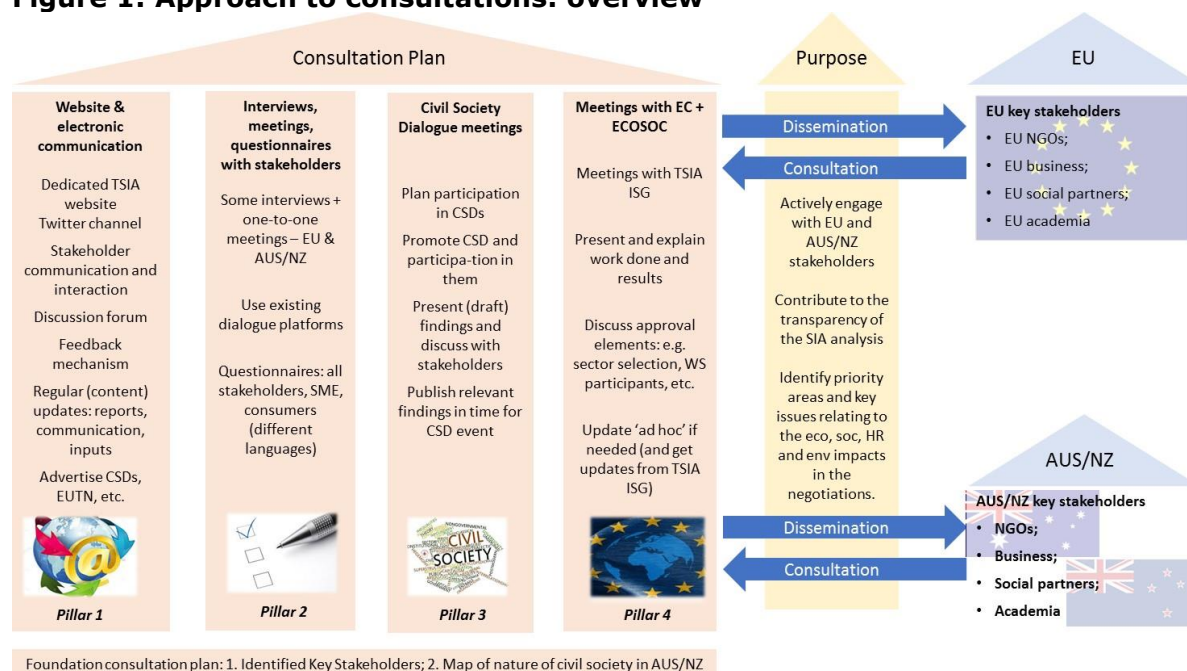 Figure 1: Approach to consultations: overview
Consultation Plan
Website &
electronic
communication
Dedicated TSIA
website
Twitter channel
Stakeholder
communication and
interaction
Discussion forum
Feedback
mechanism
Regular (content)
updates: reports,
communication,
inputs
Advertise CSDs,
EUTN, etc.
Pillar 1
Interviews,
meetings,
questionnaires
with stakeholders
Some interviews +
one-to-one
meetings – EU &
AUS/NZ
Use existing
dialogue platforms
Questionnaires: all
stakeholders, SME,
consumers
(different
languages)
Pillar 2
Civil Society
Dialogue meetings
Plan participation
in CSDs
Promote CSD and
participa-tion in
them
Present (draft)
findings and
discuss with
stakeholders
Publish relevant
findings in time for
CSD event
NONGOVERNMENTAL
CIVIL
SOCIETY
Pillar 3
Meetings with EC +
ECOSOC
Meetings with TSIA
ISG
Present and explain
work done and
results
Discuss approval
elements: e.g.
sector selection, WS
participants, etc.
Update ‘ad hoc’ if
needed (and get
updates from TSIA
ISG)
Pillar 4
Purpose
Dissemination
Consultation
Actively engage
with EU and
AUS/NZ
stakeholders
Contribute to the
transparency of
the SIA analysis
Identify priority
areas and key
issues relating to
the eco, soc, HR
and env impacts
in the
negotiations.
Dissemination
Consultation
EU
EU key stakeholders
• EU NGOs;
• EU business;
• EU social partners;
• EU academia
AUS/NZ
AUS/NZ key stakeholders
• NGOs;
• Business;
• Social partners;
• Academia
Foundation consultation plan: 1. Identified Key Stakeholders; 2. Map of nature of civil society in AUS/NZ